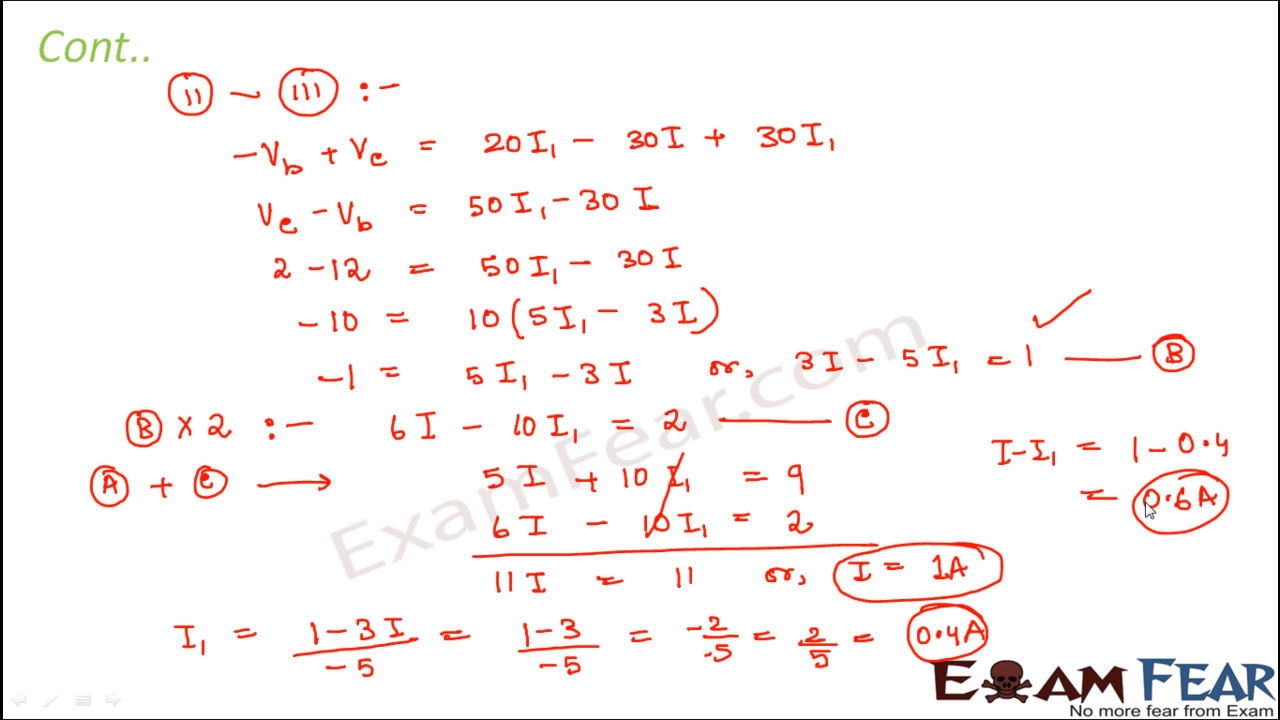 Cont..
ii ~ iii :-
-Vb + Vc = 20I₁ - 30I + 30I₁
Vc - Vb = 50I₁ - 30I
2 - 12 = 50I₁ - 30I
-10 = 10(5I₁ - 3I)
-1 = 5I₁ - 3I or, 3I - 5I₁ = 1 —— B
B × 2 :- 6I - 10I₁ = 2 —— C
A + C → 5I + 10I₁ = 9
6I - 10I₁ = 2
11I = 11 or, I = 1A
I₁ = 1-3I/-5 = 1-3/-5 = -2/-5 = 2/5 = 0.4A
I-I₁ = 1-0.4
= 0.6A
ExamFear.com
EXAM FEAR
No more fear from Exam